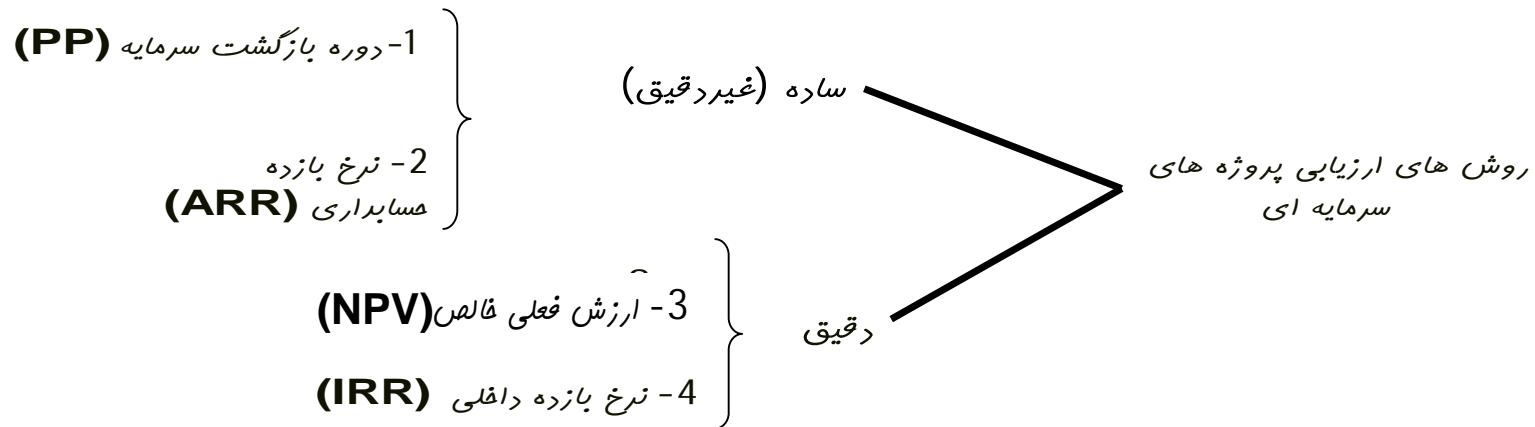 روش های ارزیابی پروژه های
سرمایه ای
ساده (غیردقیق)
1- دوره بازگشت سرمایه (PP)
2- نرخ بازده
حسابداری (ARR)
دقیق
3- ارزش فعلی خالص (NPV)
4- نرخ بازده داخلی (IRR)